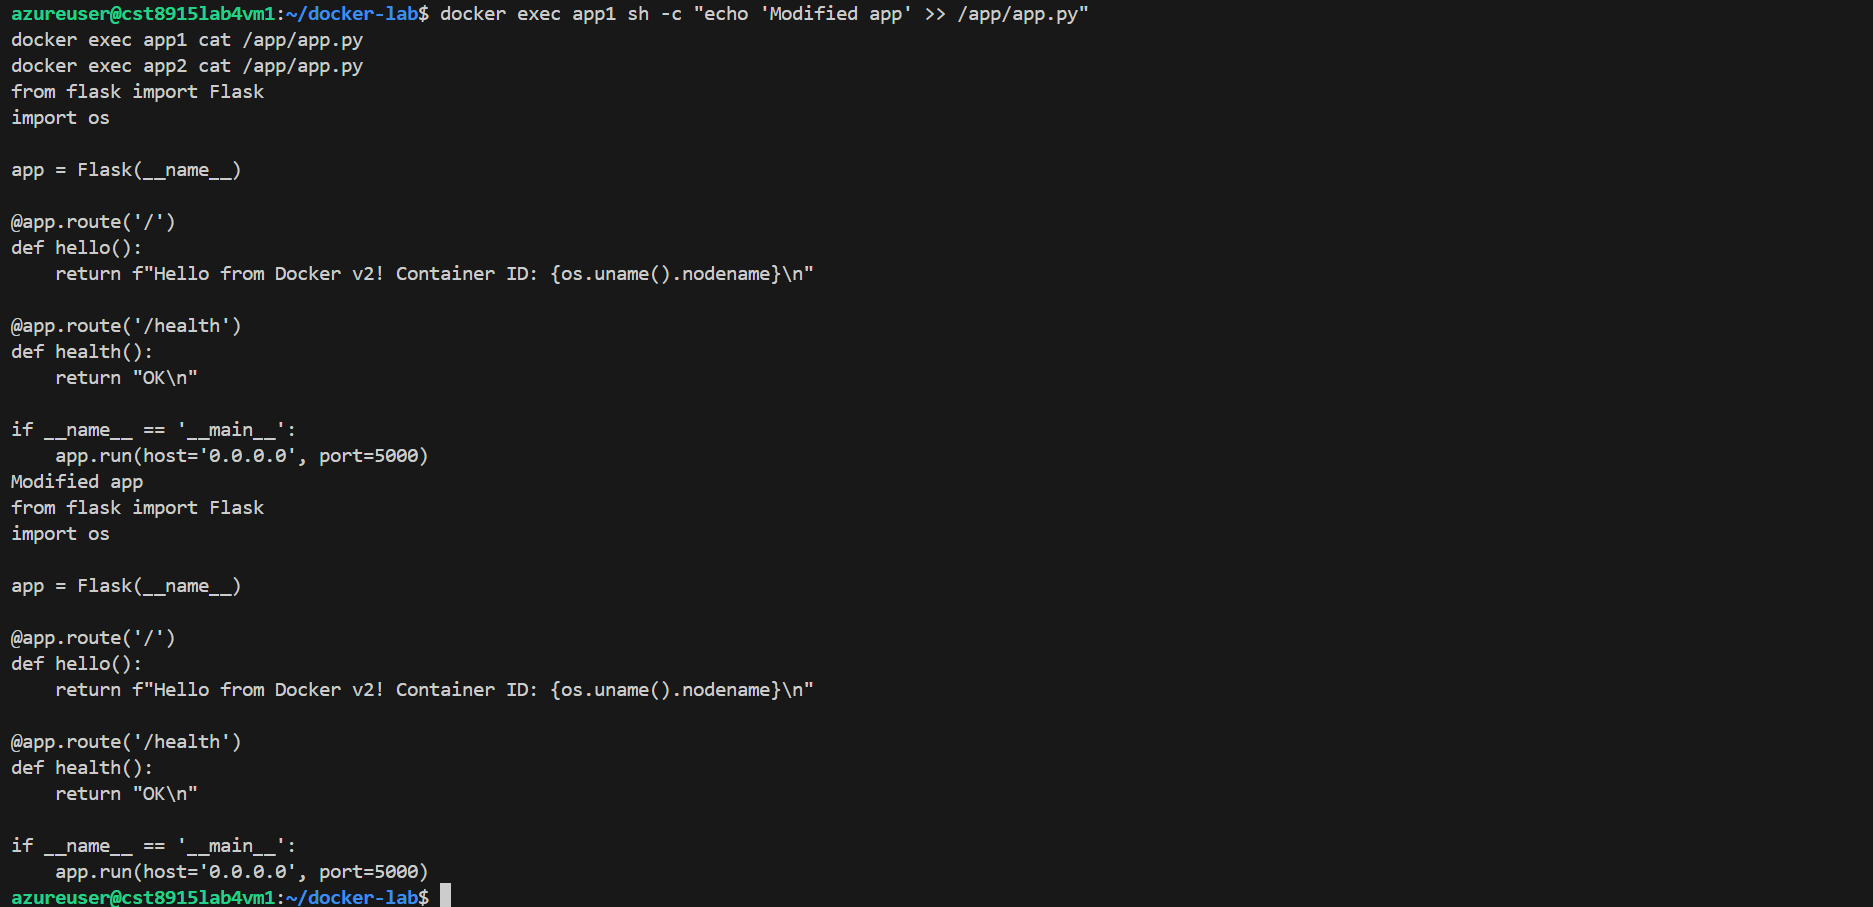 azureuser@cst8915lab4vm1:~/docker-lab$ docker exec app1 sh -c "echo 'Modified app' >> /app/app.py"
docker exec app1 cat /app/app.py
docker exec app2 cat /app/app.py
from flask import Flask
import os

app = Flask(__name__)

@app.route('/')
def hello():
    return f"Hello from Docker v2! Container ID: {os.uname().nodename}\n"

@app.route('/health')
def health():
    return "OK\n"

if __name__ == '__main__':
    app.run(host='0.0.0.0', port=5000)
Modified app
from flask import Flask
import os

app = Flask(__name__)

@app.route('/')
def hello():
    return f"Hello from Docker v2! Container ID: {os.uname().nodename}\n"

@app.route('/health')
def health():
    return "OK\n"

if __name__ == '__main__':
    app.run(host='0.0.0.0', port=5000)
azureuser@cst8915lab4vm1:~/docker-lab$